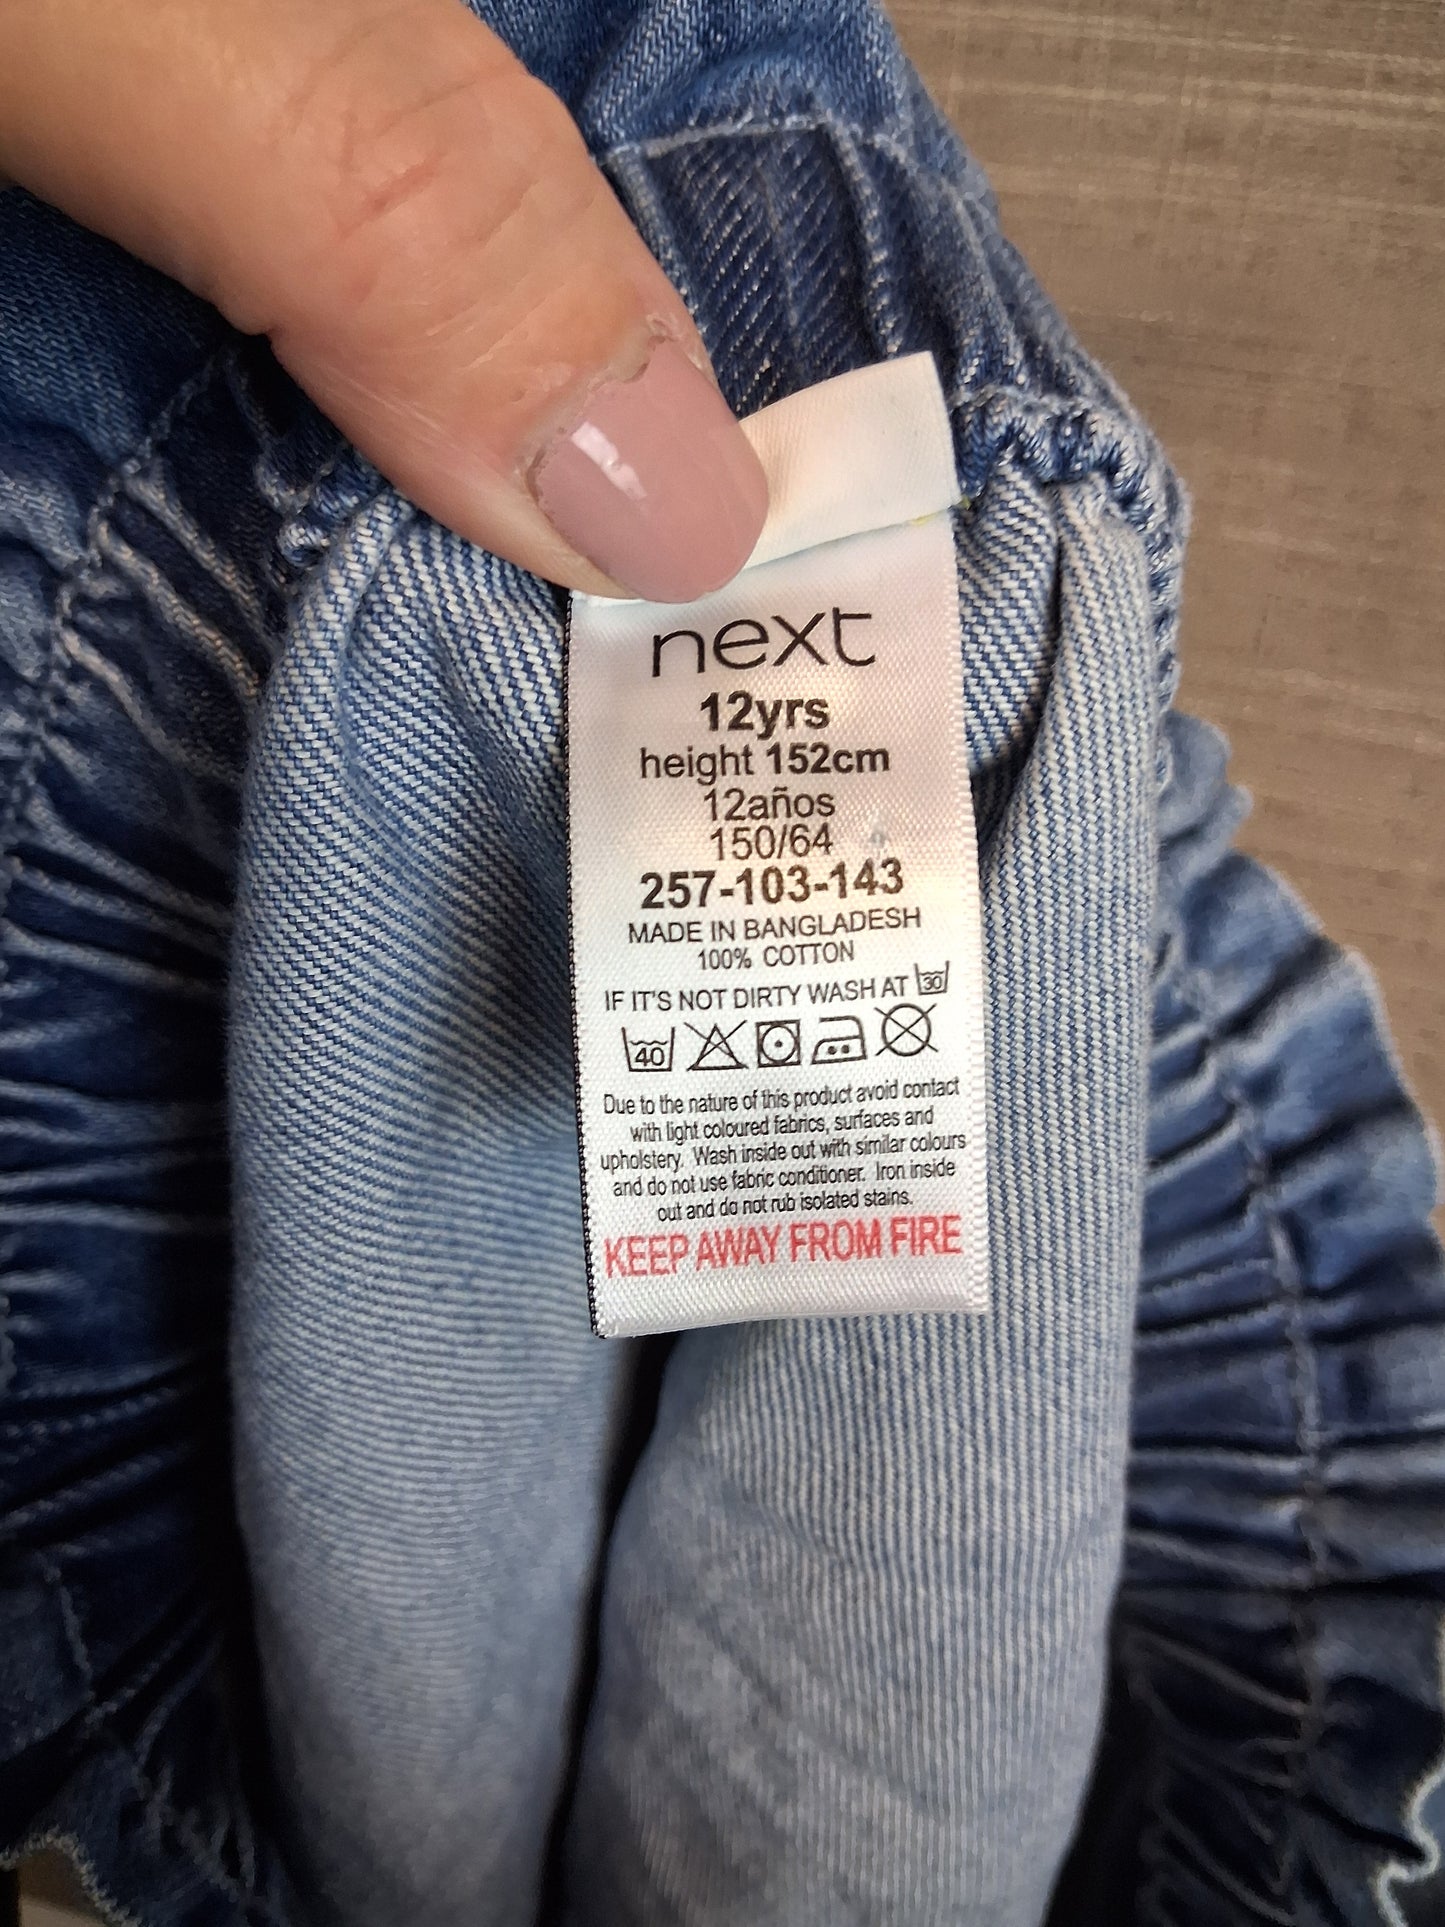 next
12yrs
height 152cm
12años
150/64
257-103-143
MADE IN BANGLADESH
100% COTTON
IF IT'S NOT DIRTY WASH AT 30
40
Due to the nature of this product avoid contact
with light coloured fabrics, surfaces and
upholstery. Wash inside out with similar colours
and do not use fabric conditioner. Iron inside
out and do not rub isolated stains.
KEEP AWAY FROM FIRE